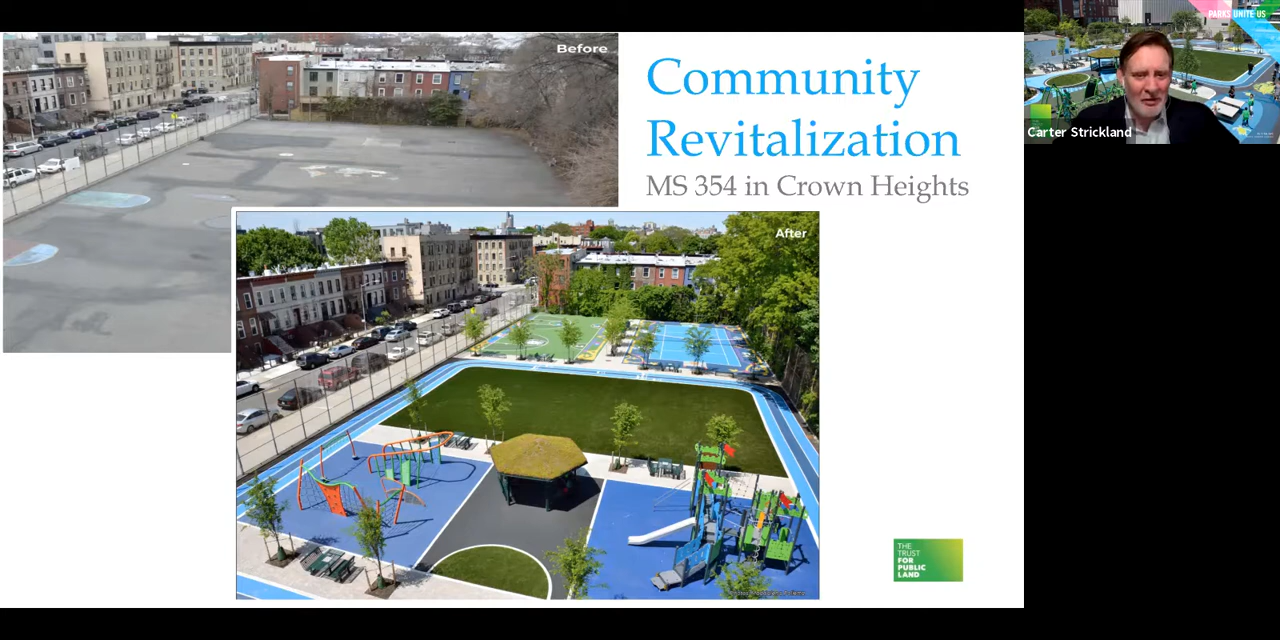 Before
Community
Revitalization
MS 354 in Crown Heights
After
THE
TRUST
FOR
PUBLIC
LAND
PARKS UNITE US
Carter Strickland